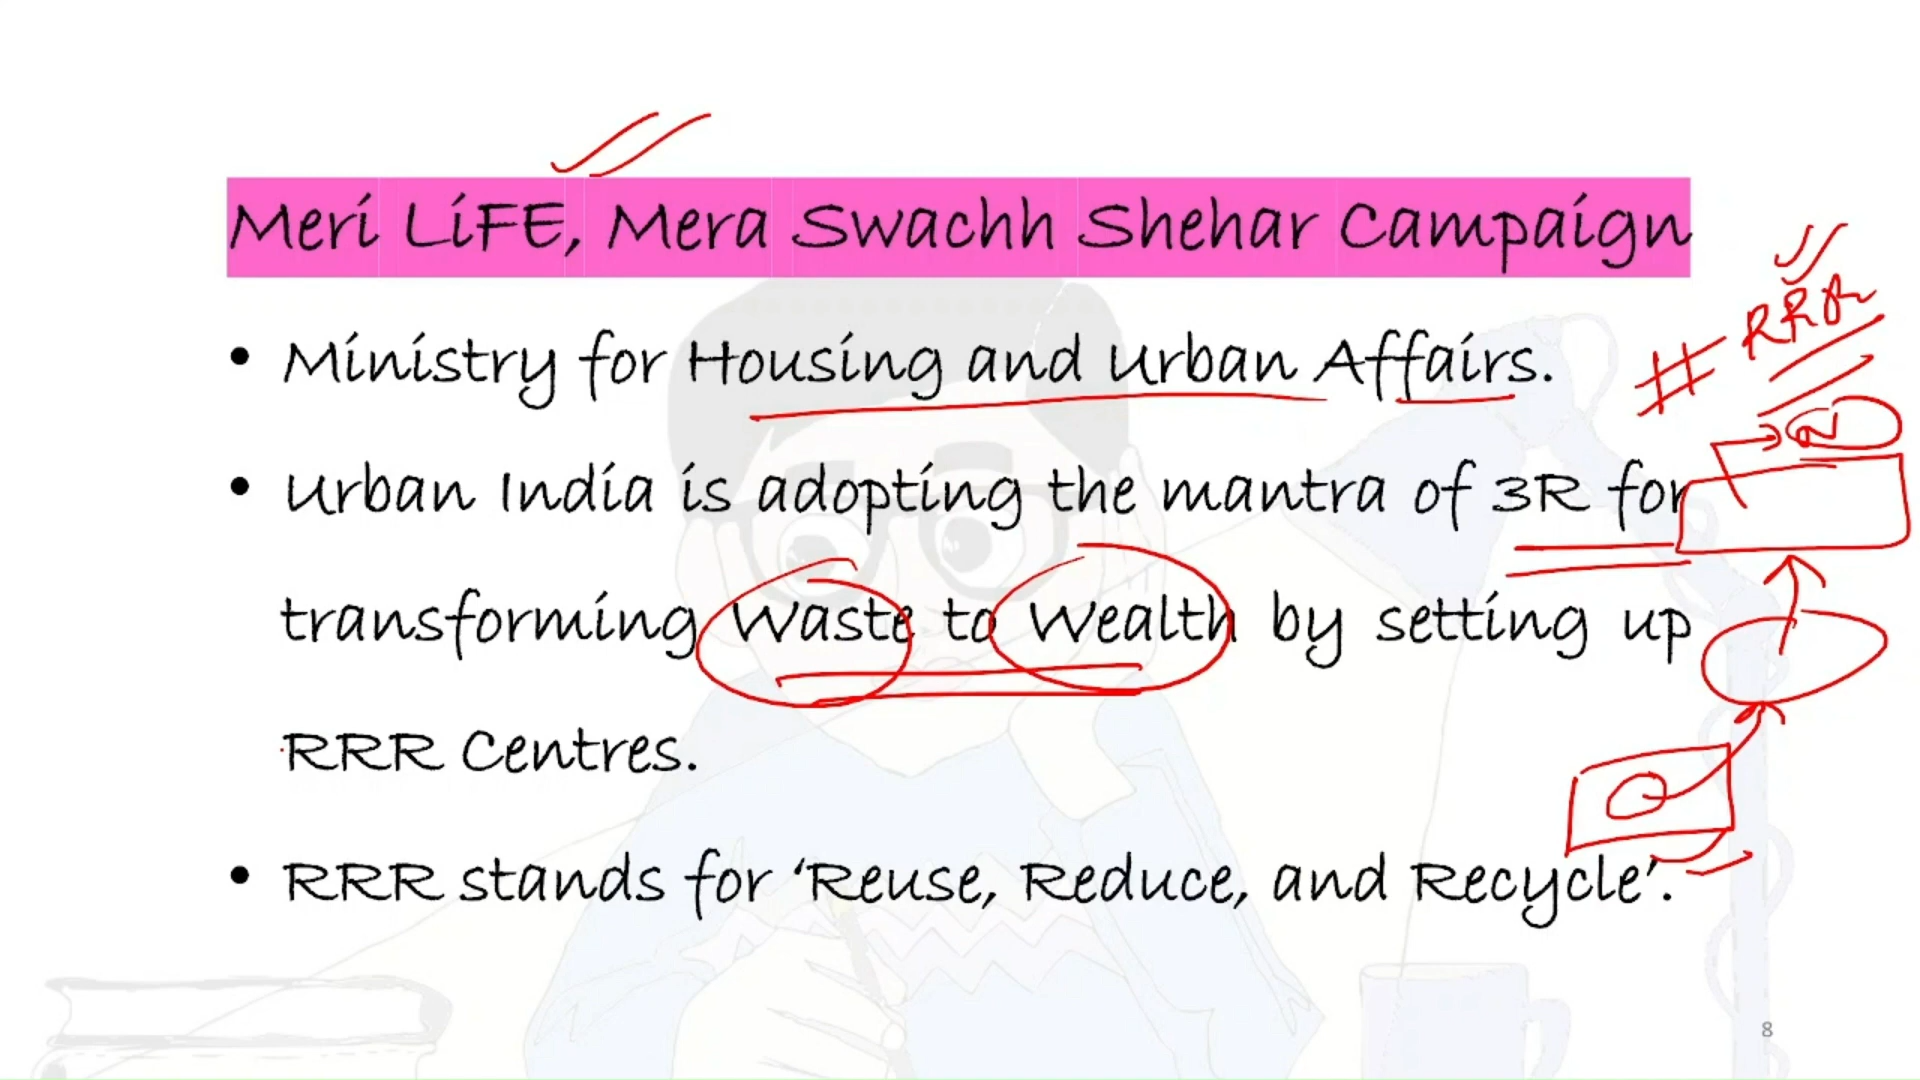 Meri LiFE, Mera Swachh Shehar Campaign
• Ministry for Housing and Urban Affairs.
# RRR
• Urban India is adopting the mantra of 3R for
transforming Waste to Wealth by setting up
RRR Centres.
• RRR stands for ‘Reuse, Reduce, and Recycle’.
8